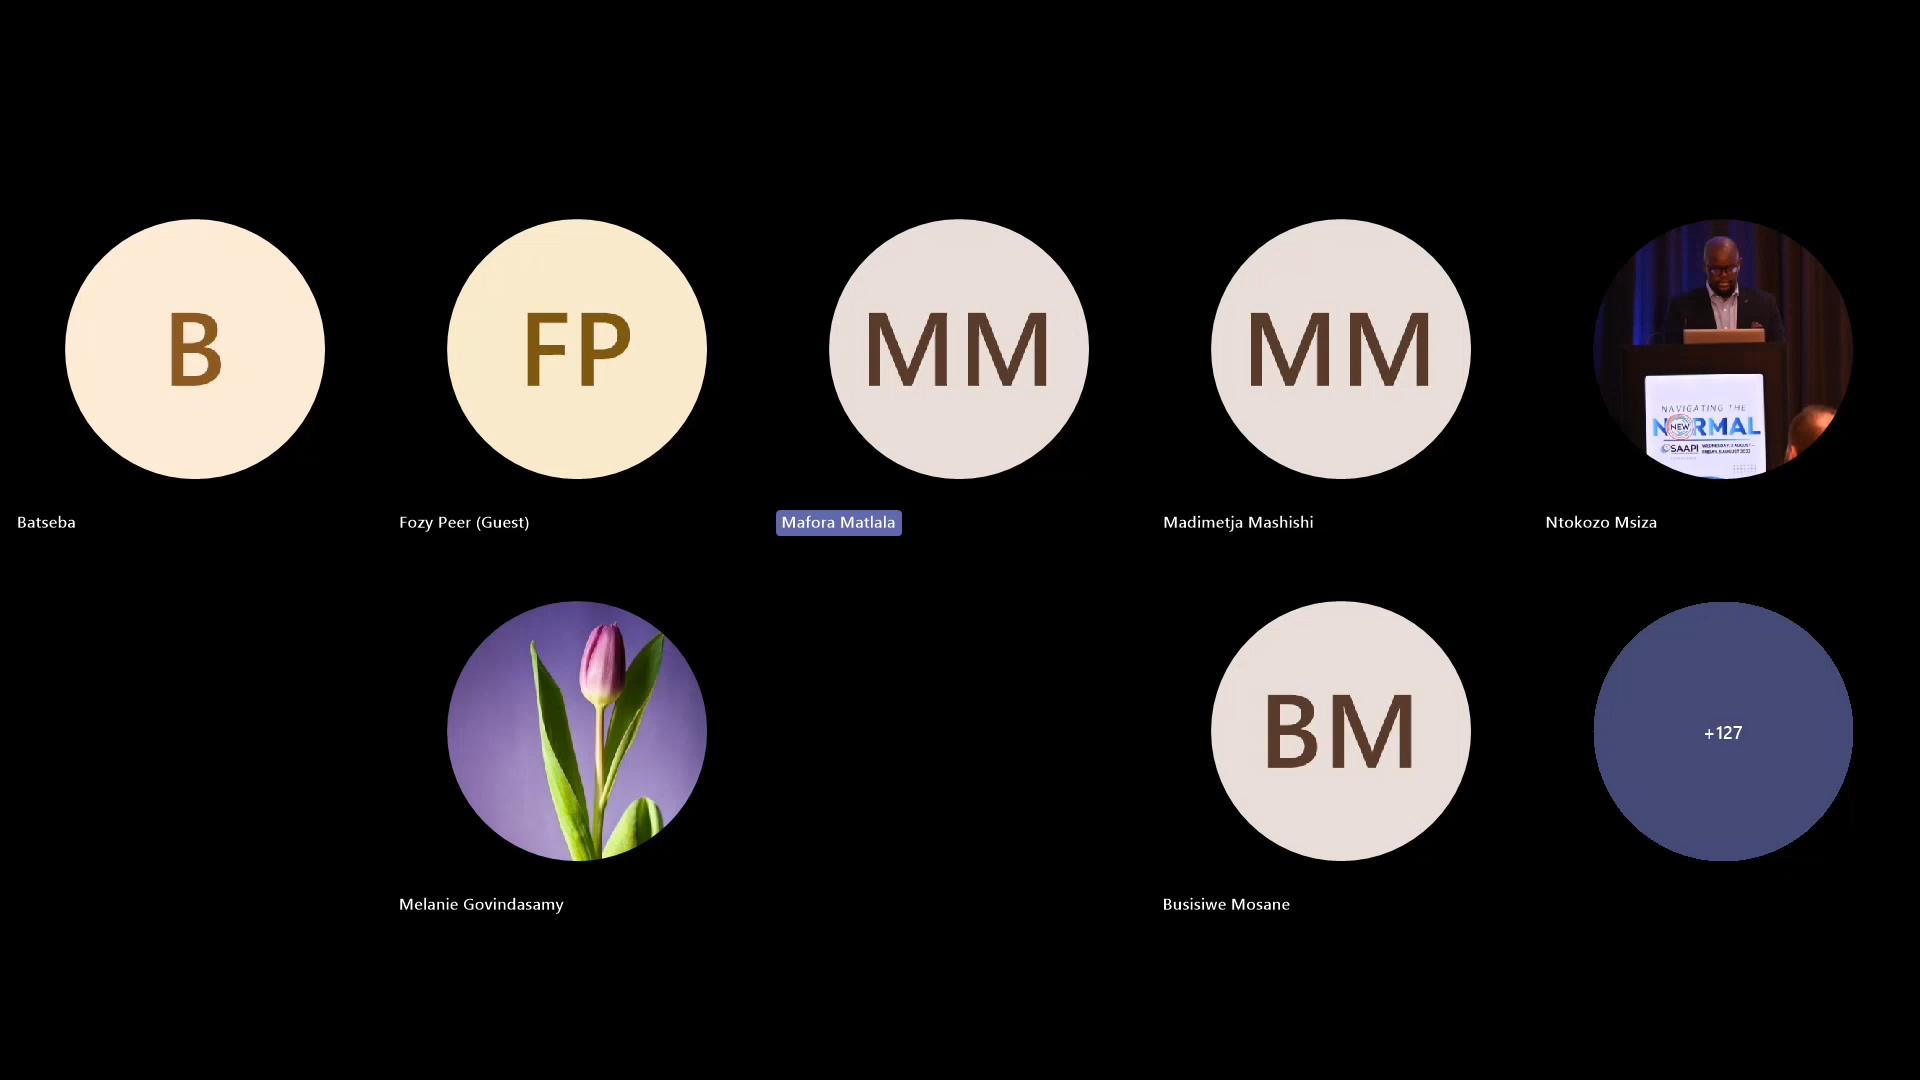 B
FP
MM
MM
NAVIGATING THE
NEW
NORMAL
SAAPI
Batseba
Fozy Peer (Guest)
Mafora Matlala
Madimetja Mashishi
Ntokozo Msiza
BM
+127
Melanie Govindasamy
Busisiwe Mosane